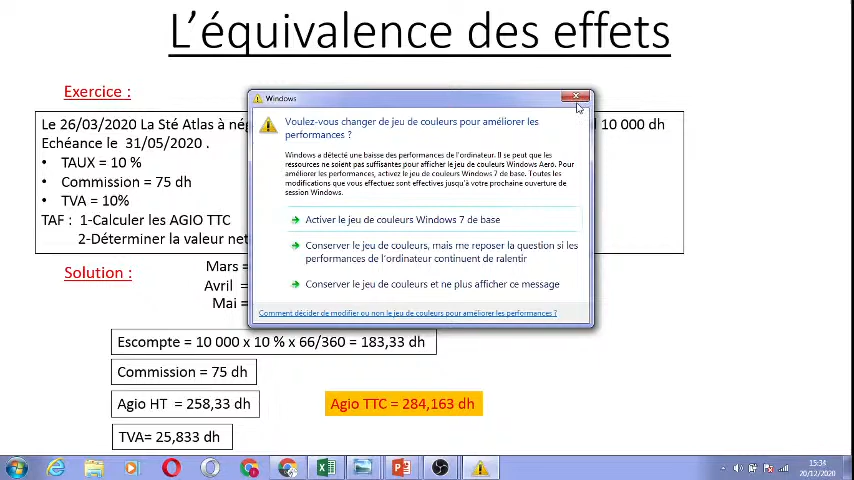 L'équivalence des effets
Exercice :
Le 26/03/2020 La Sté Atlas à nég
l 10 000 dh
Echéance le 31/05/2020 .
• TAUX = 10 %
• Commission = 75 dh
• TVA = 10%
TAF : 1-Calculer les AGIO TTC
2-Déterminer la valeur net
Solution :
Mars =
Avril =
Mai =
Windows
Voulez-vous changer de jeu de couleurs pour améliorer les
performances ?
Windows a détecté une baisse des performances de l'ordinateur. Il se peut que les
ressources ne soient pas suffisantes pour afficher le jeu de couleurs Windows Aero. Pour
améliorer les performances, activez le jeu de couleurs Windows 7 de base. Toutes les
modifications que vous effectuez sont effectives jusqu'à votre prochaine ouverture de
session Windows.
Activer le jeu de couleurs Windows 7 de base
Conserver le jeu de couleurs, mais me reposer la question si les
performances de l'ordinateur continuent de ralentir
Conserver le jeu de couleurs et ne plus afficher ce message
Comment décider de modifier ou non le jeu de couleurs pour améliorer les performances ?
Escompte = 10 000 x 10 % x 66/360 = 183,33 dh
Commission = 75 dh
Agio HT = 258,33 dh
Agio TTC = 284,163 dh
TVA= 25,833 dh
15:34
20/12/2020